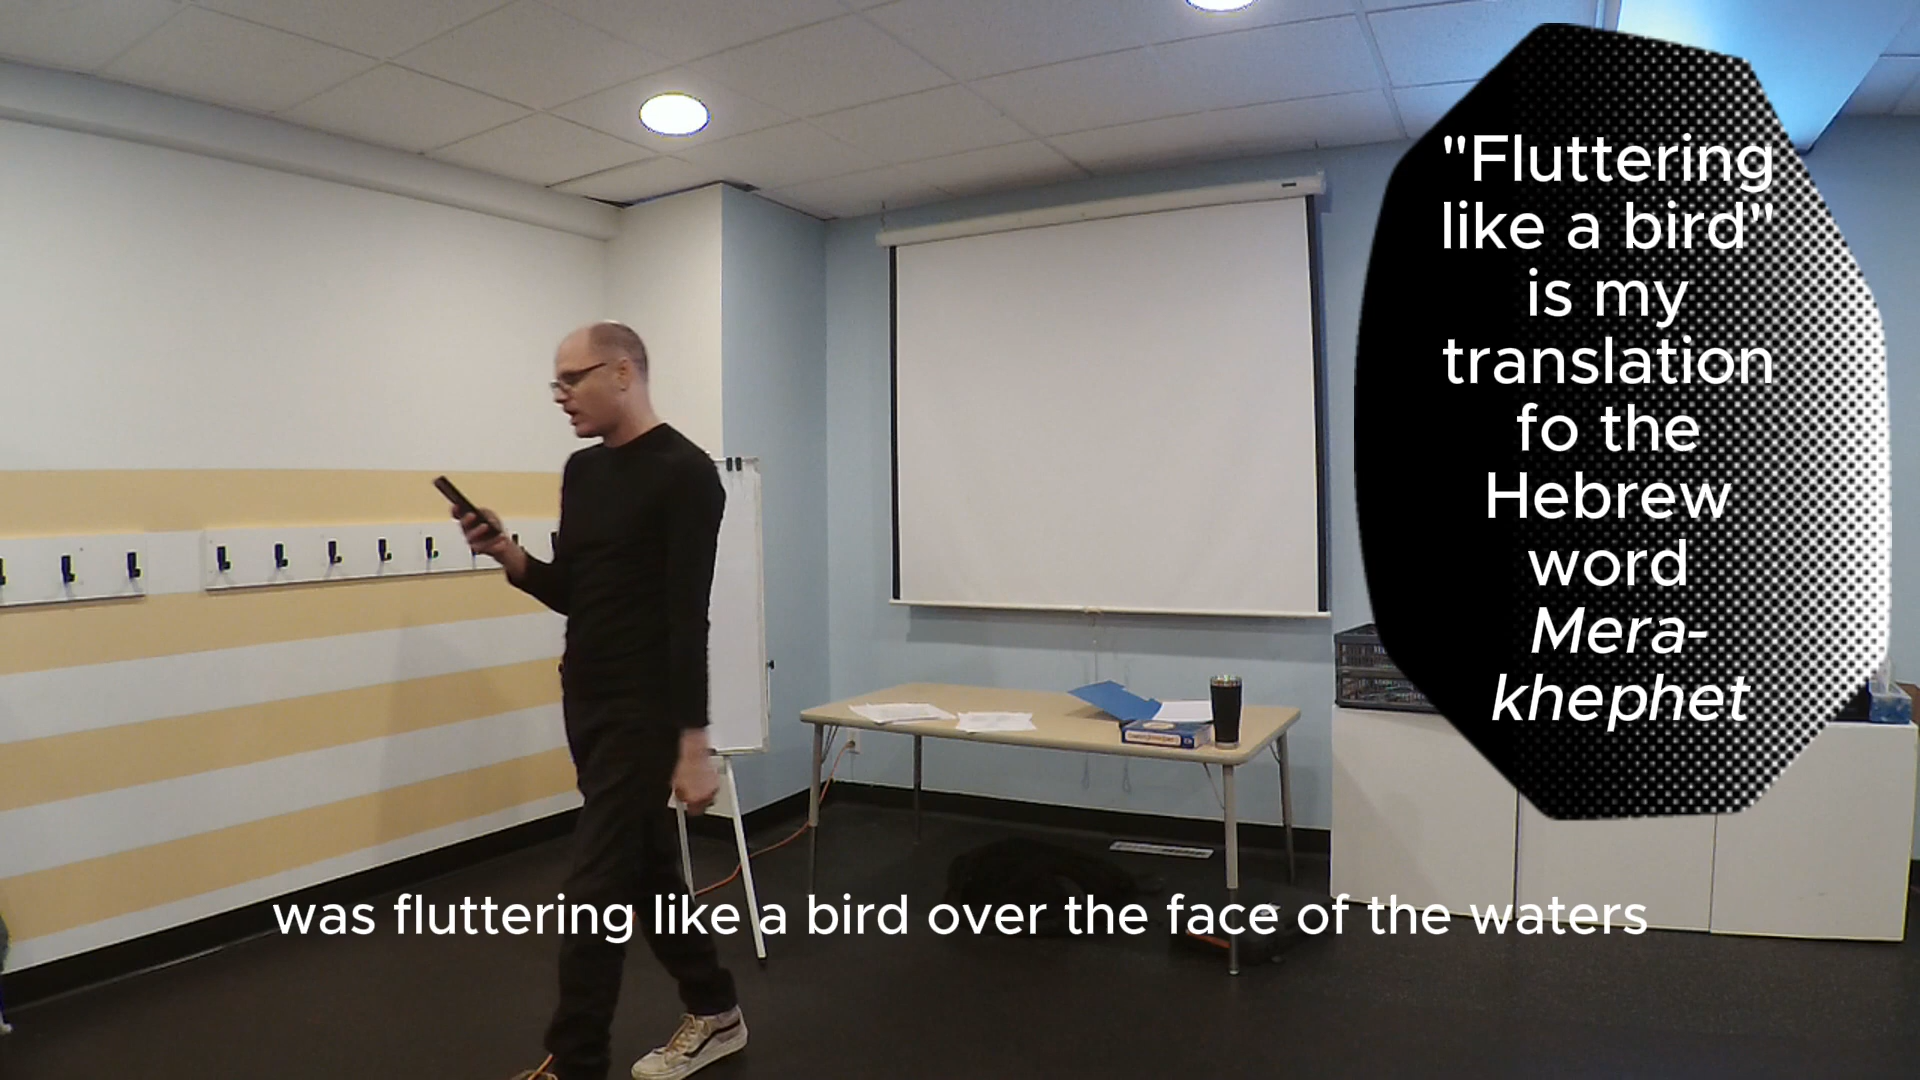 "Fluttering
like a bird"
is my
translation
fo the
Hebrew
word
Mera-
khephet
was fluttering like a bird over the face of the waters